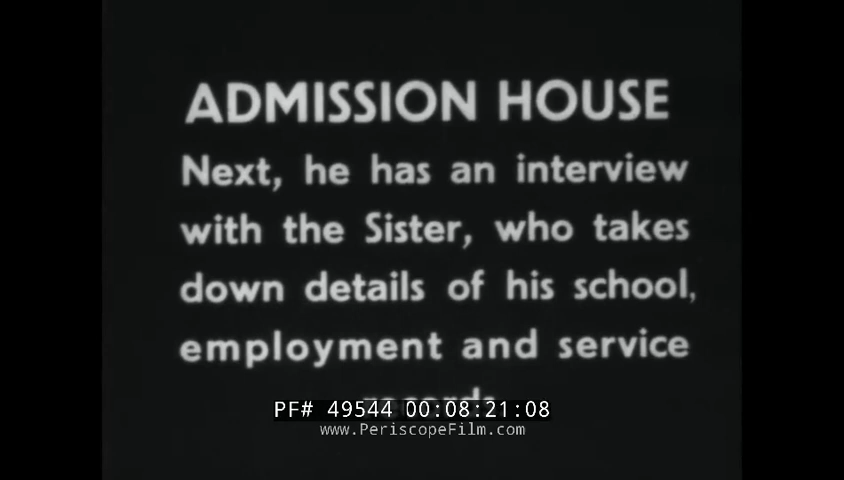 ADMISSION HOUSE
Next, he has an interview
with the Sister, who takes
down details of his school,
employment and service
records
PF# 49544 00:08:21:08
www.PeriscopeFilm.com